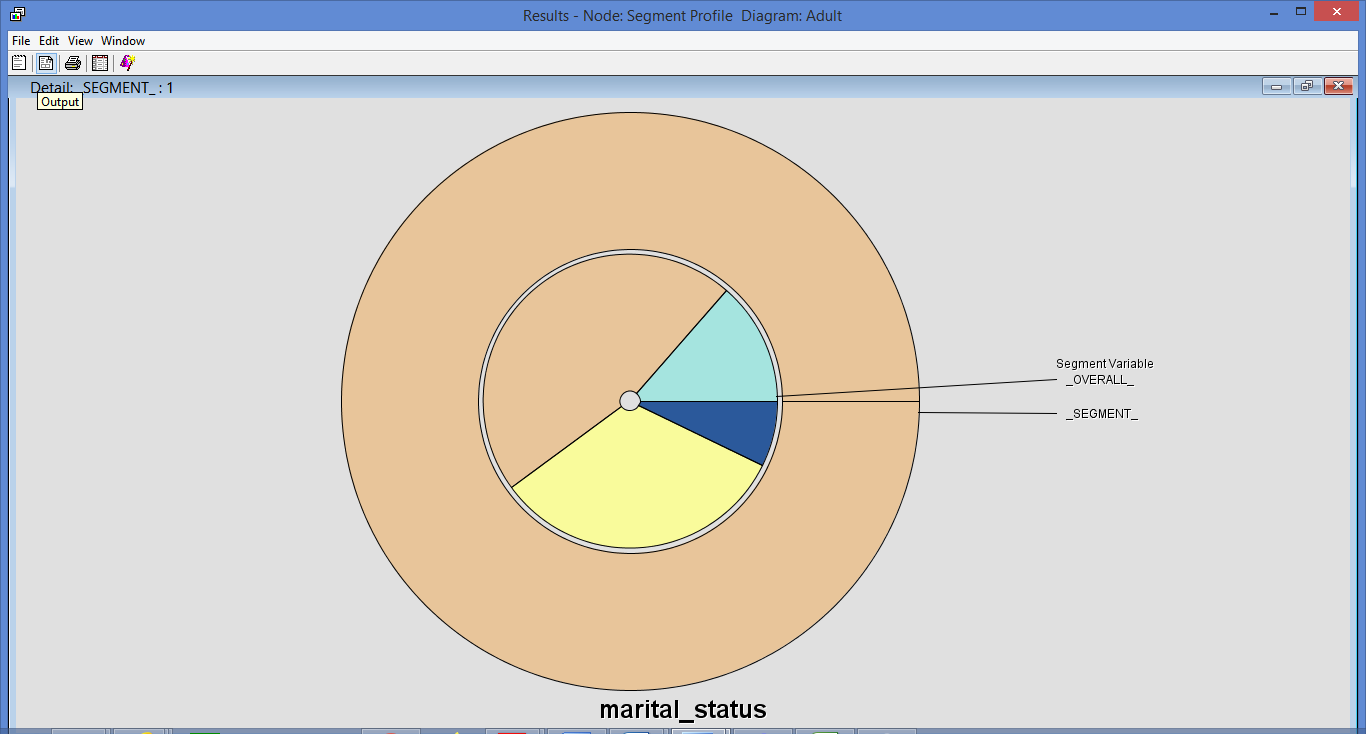 Results - Node: Segment Profile  Diagram: Adult
File Edit View Window
Detail: _SEGMENT_ : 1
Output
Segment Variable
_OVERALL_
_SEGMENT_
marital_status